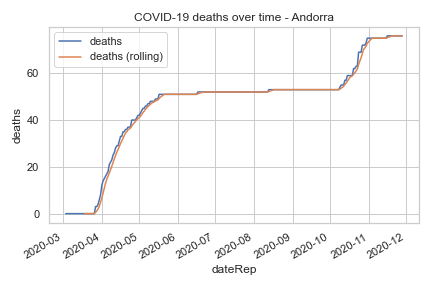 COVID-19 deaths over time - Andorra
deaths
deaths (rolling)
deaths
60
40
20
0
2020-03
2020-04
2020-05
2020-06
2020-07
2020-08
2020-09
2020-10
2020-11
2020-12
dateRep